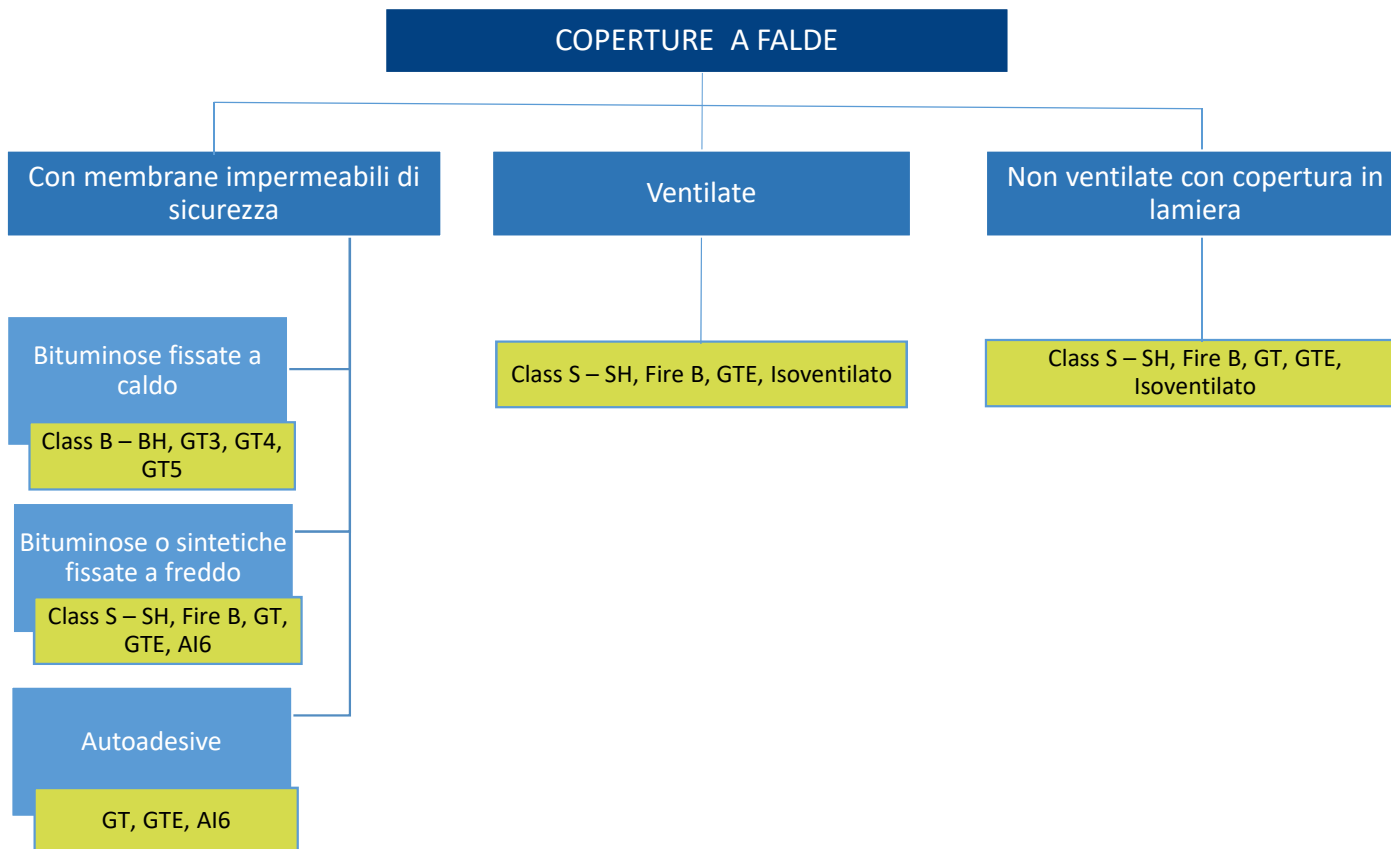 COPERTURE A FALDE
Con membrane impermeabili di
sicurezza
Ventilate
Non ventilate con copertura in
lamiera
Bituminose fissate a
caldo
Class B – BH, GT3, GT4,
GT5
Bituminose o sintetiche
fissate a freddo
Class S – SH, Fire B, GT,
GTE, AI6
Autoadesive
GT, GTE, AI6
Class S – SH, Fire B, GTE, Isoventilato
Class S – SH, Fire B, GT, GTE,
Isoventilato